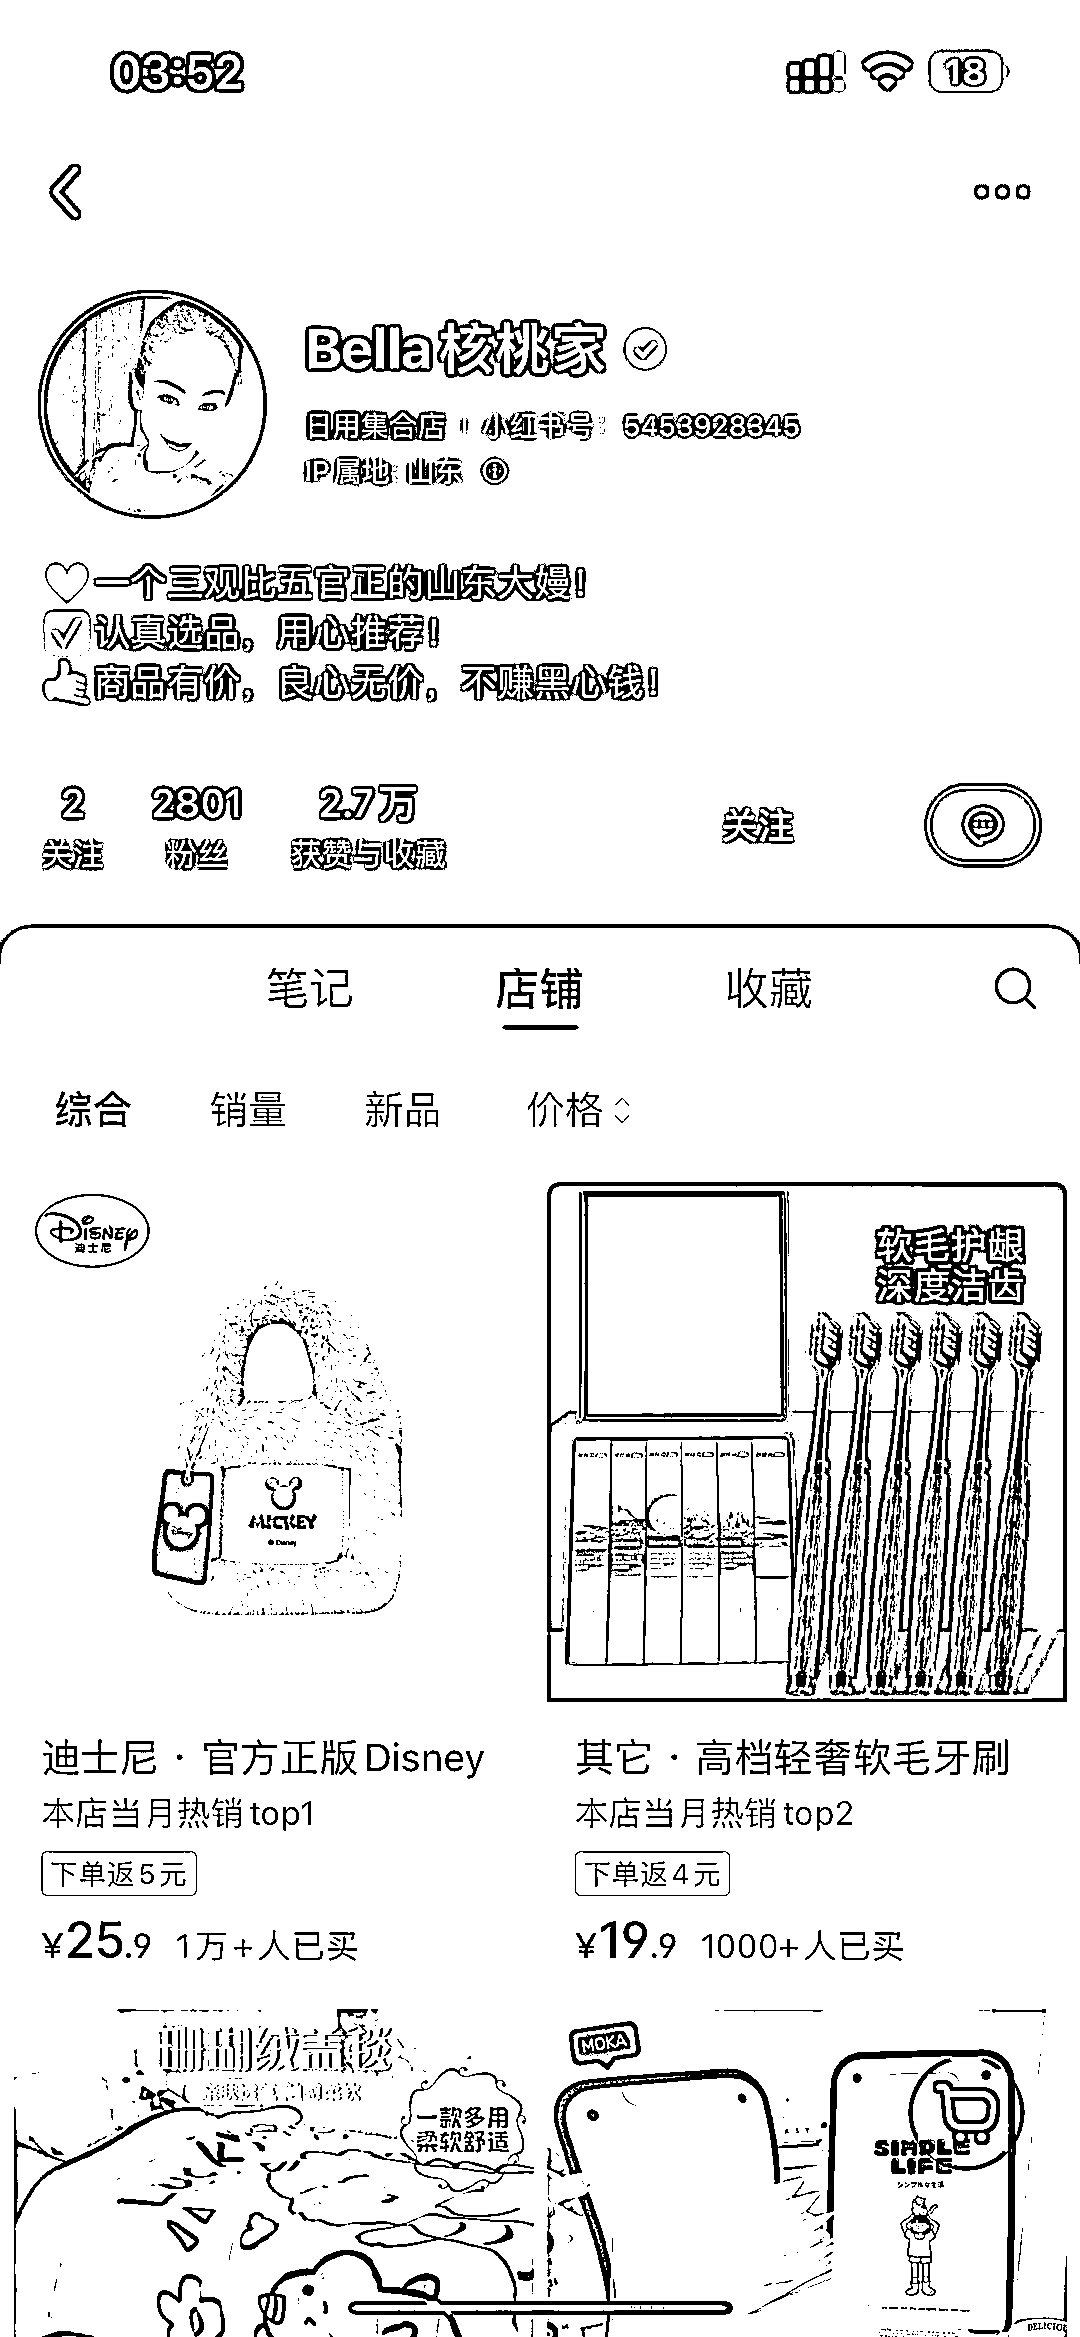 03:52
18
Bella核桃家
日用集合店 小红书号: 5453928345
IP属地: 山东
一个三观比五官正的山东大嫚!
认真选品, 用心推荐!
商品有价, 良心无价, 不赚黑心钱!
2 2801 2.7万
关注 粉丝 获赞与收藏
关注
笔记 店铺 收藏
综合 销量 新品 价格
Disney
迪士尼
MICKEY
© Disney
Disney
软毛护龈
深度洁齿
迪士尼 · 官方正版Disney
本店当月热销top1
下单返5元
¥25.9 1万+人已买
其它 · 高档轻奢软毛牙刷
本店当月热销top2
下单返4元
¥19.9 1000+人已买
珊瑚绒盖毯
一款多用
柔软舒适
MOKA
SIMPLE
LIFE